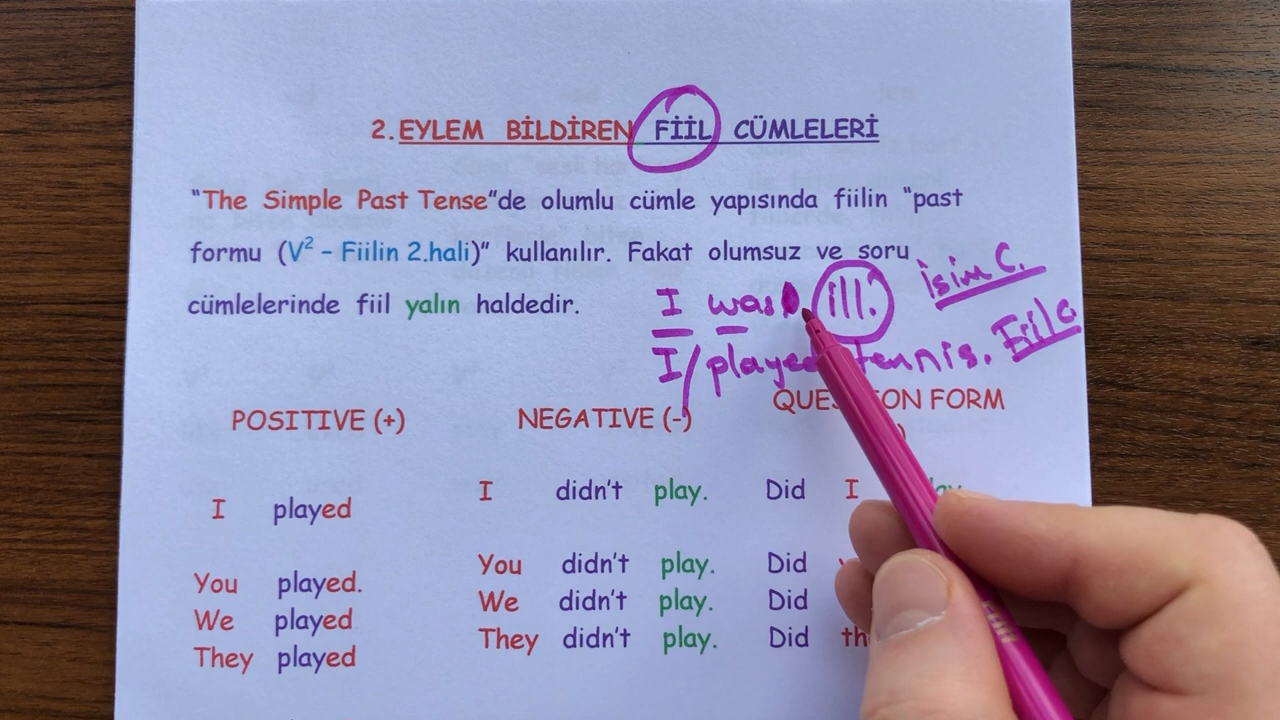 2. EYLEM BİLDİREN FİİL CÜMLELERİ
"The Simple Past Tense"de olumlu cümle yapısında fiilin "past
formu (V² – Fiilin 2.hali)" kullanılır. Fakat olumsuz ve soru
cümlelerinde fiil yalın haldedir.
I was ill. İsim C.
I/played tennis. Fiil C
POSITIVE (+) NEGATIVE (-) QUESTION FORM
I played
I didn't play. Did I
You played.
We played
They played
You didn't play. Did
We didn't play. Did
They didn't play. Did